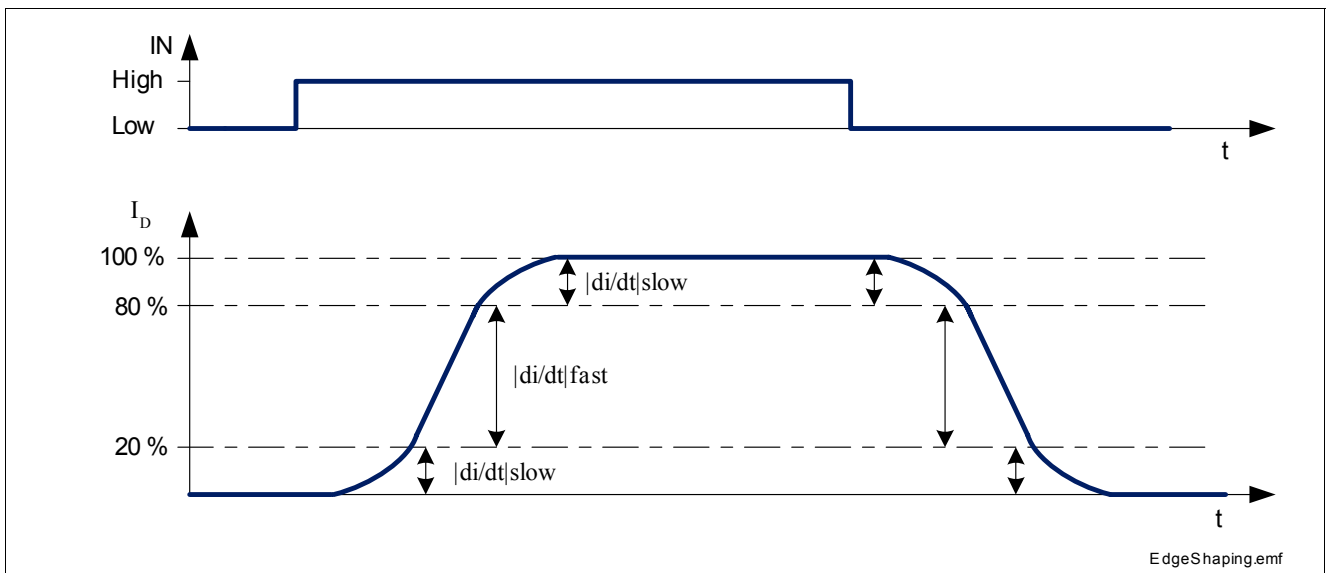 IN
High
Low
t
I_D
100 %
|di/dt|slow
80 %
|di/dt|fast
20 %
|di/dt|slow
t
EdgeShaping.emf